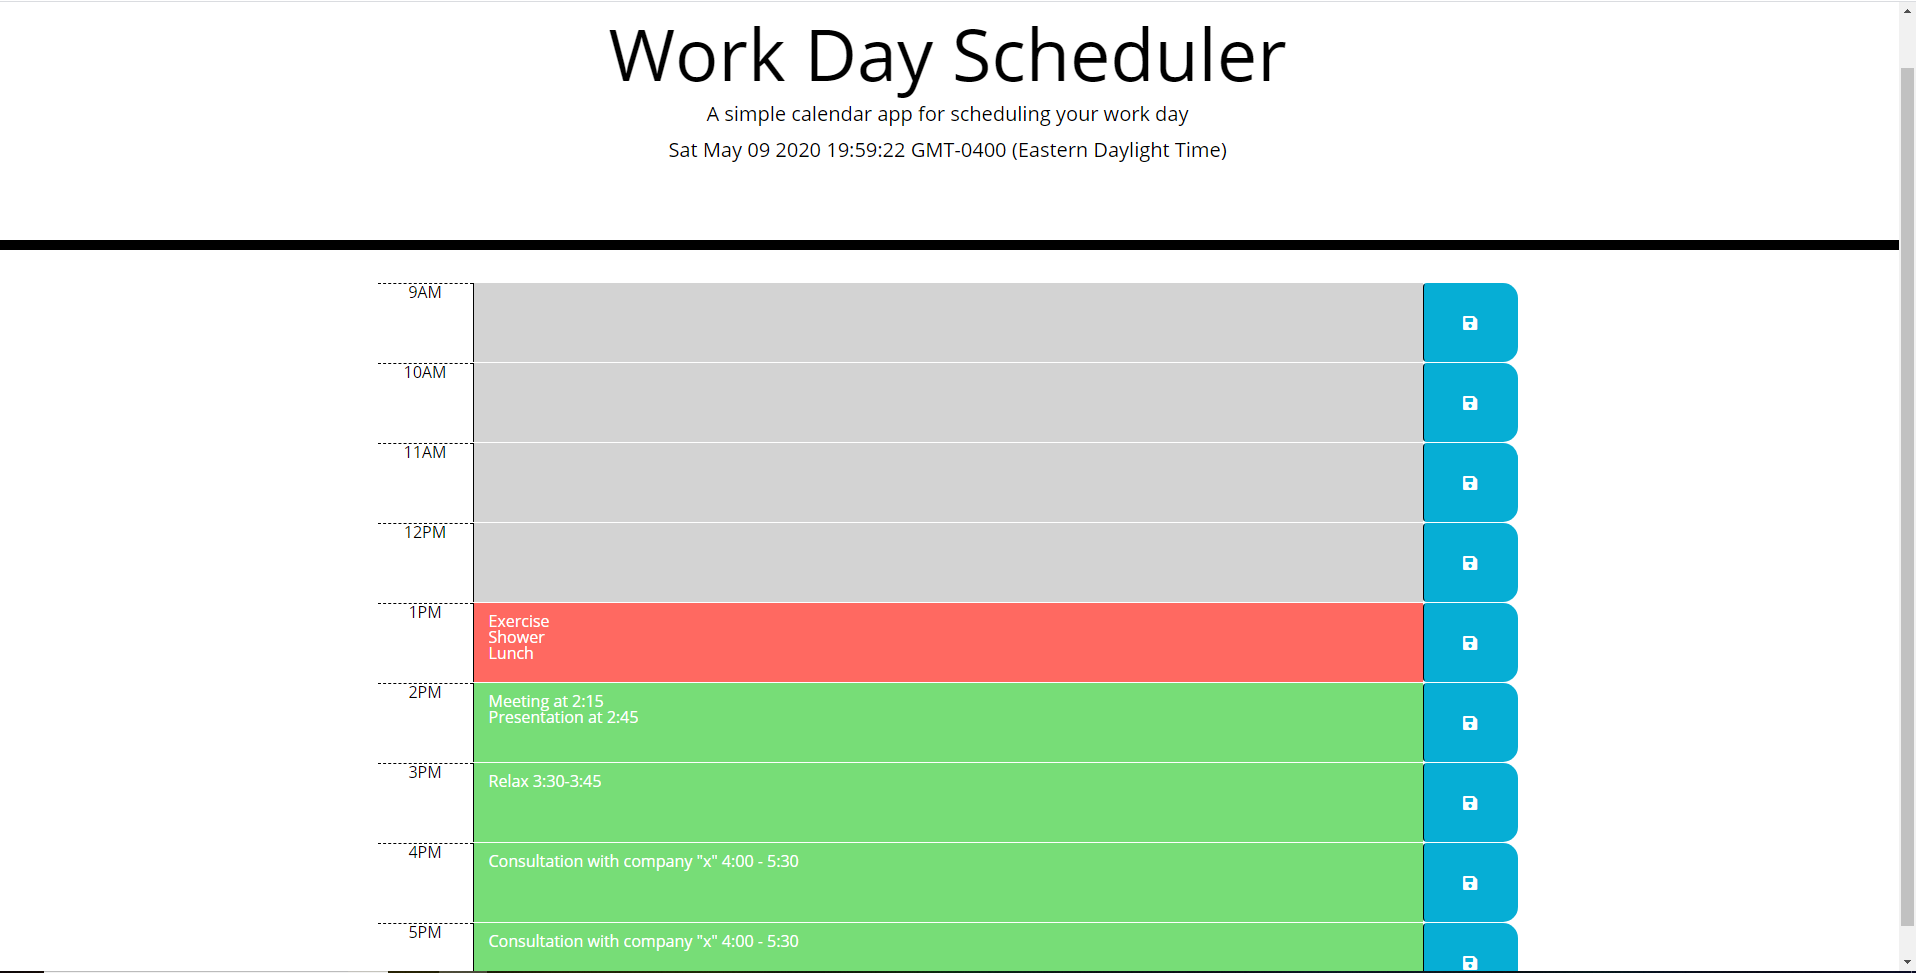 Work Day Scheduler
A simple calendar app for scheduling your work day
Sat May 09 2020 19:59:22 GMT-0400 (Eastern Daylight Time)
9AM
10AM
11AM
12PM
1PM
Exercise
Shower
Lunch
2PM
Meeting at 2:15
Presentation at 2:45
3PM
Relax 3:30-3:45
4PM
Consultation with company "x" 4:00 - 5:30
5PM
Consultation with company "x" 4:00 - 5:30